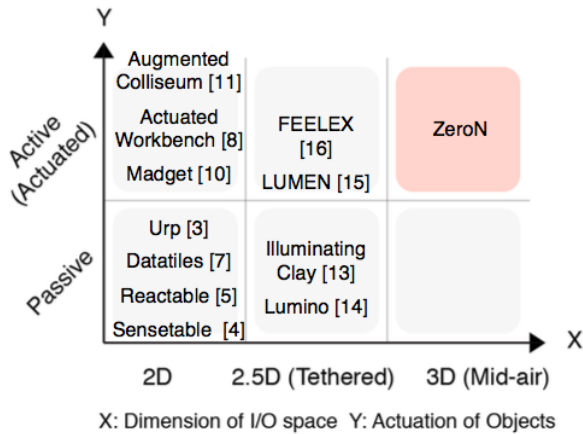 Y
Active
(Actuated)
Augmented
Colliseum [11]
Actuated
Workbench [8]
Madget [10]
FEELEX
[16]
LUMEN [15]
ZeroN
Passive
Urp [3]
Datatiles [7]
Reactable [5]
Sensetable [4]
Illuminating
Clay [13]
Lumino [14]
X
2D
2.5D (Tethered)
3D (Mid-air)
X: Dimension of I/O space Y: Actuation of Objects